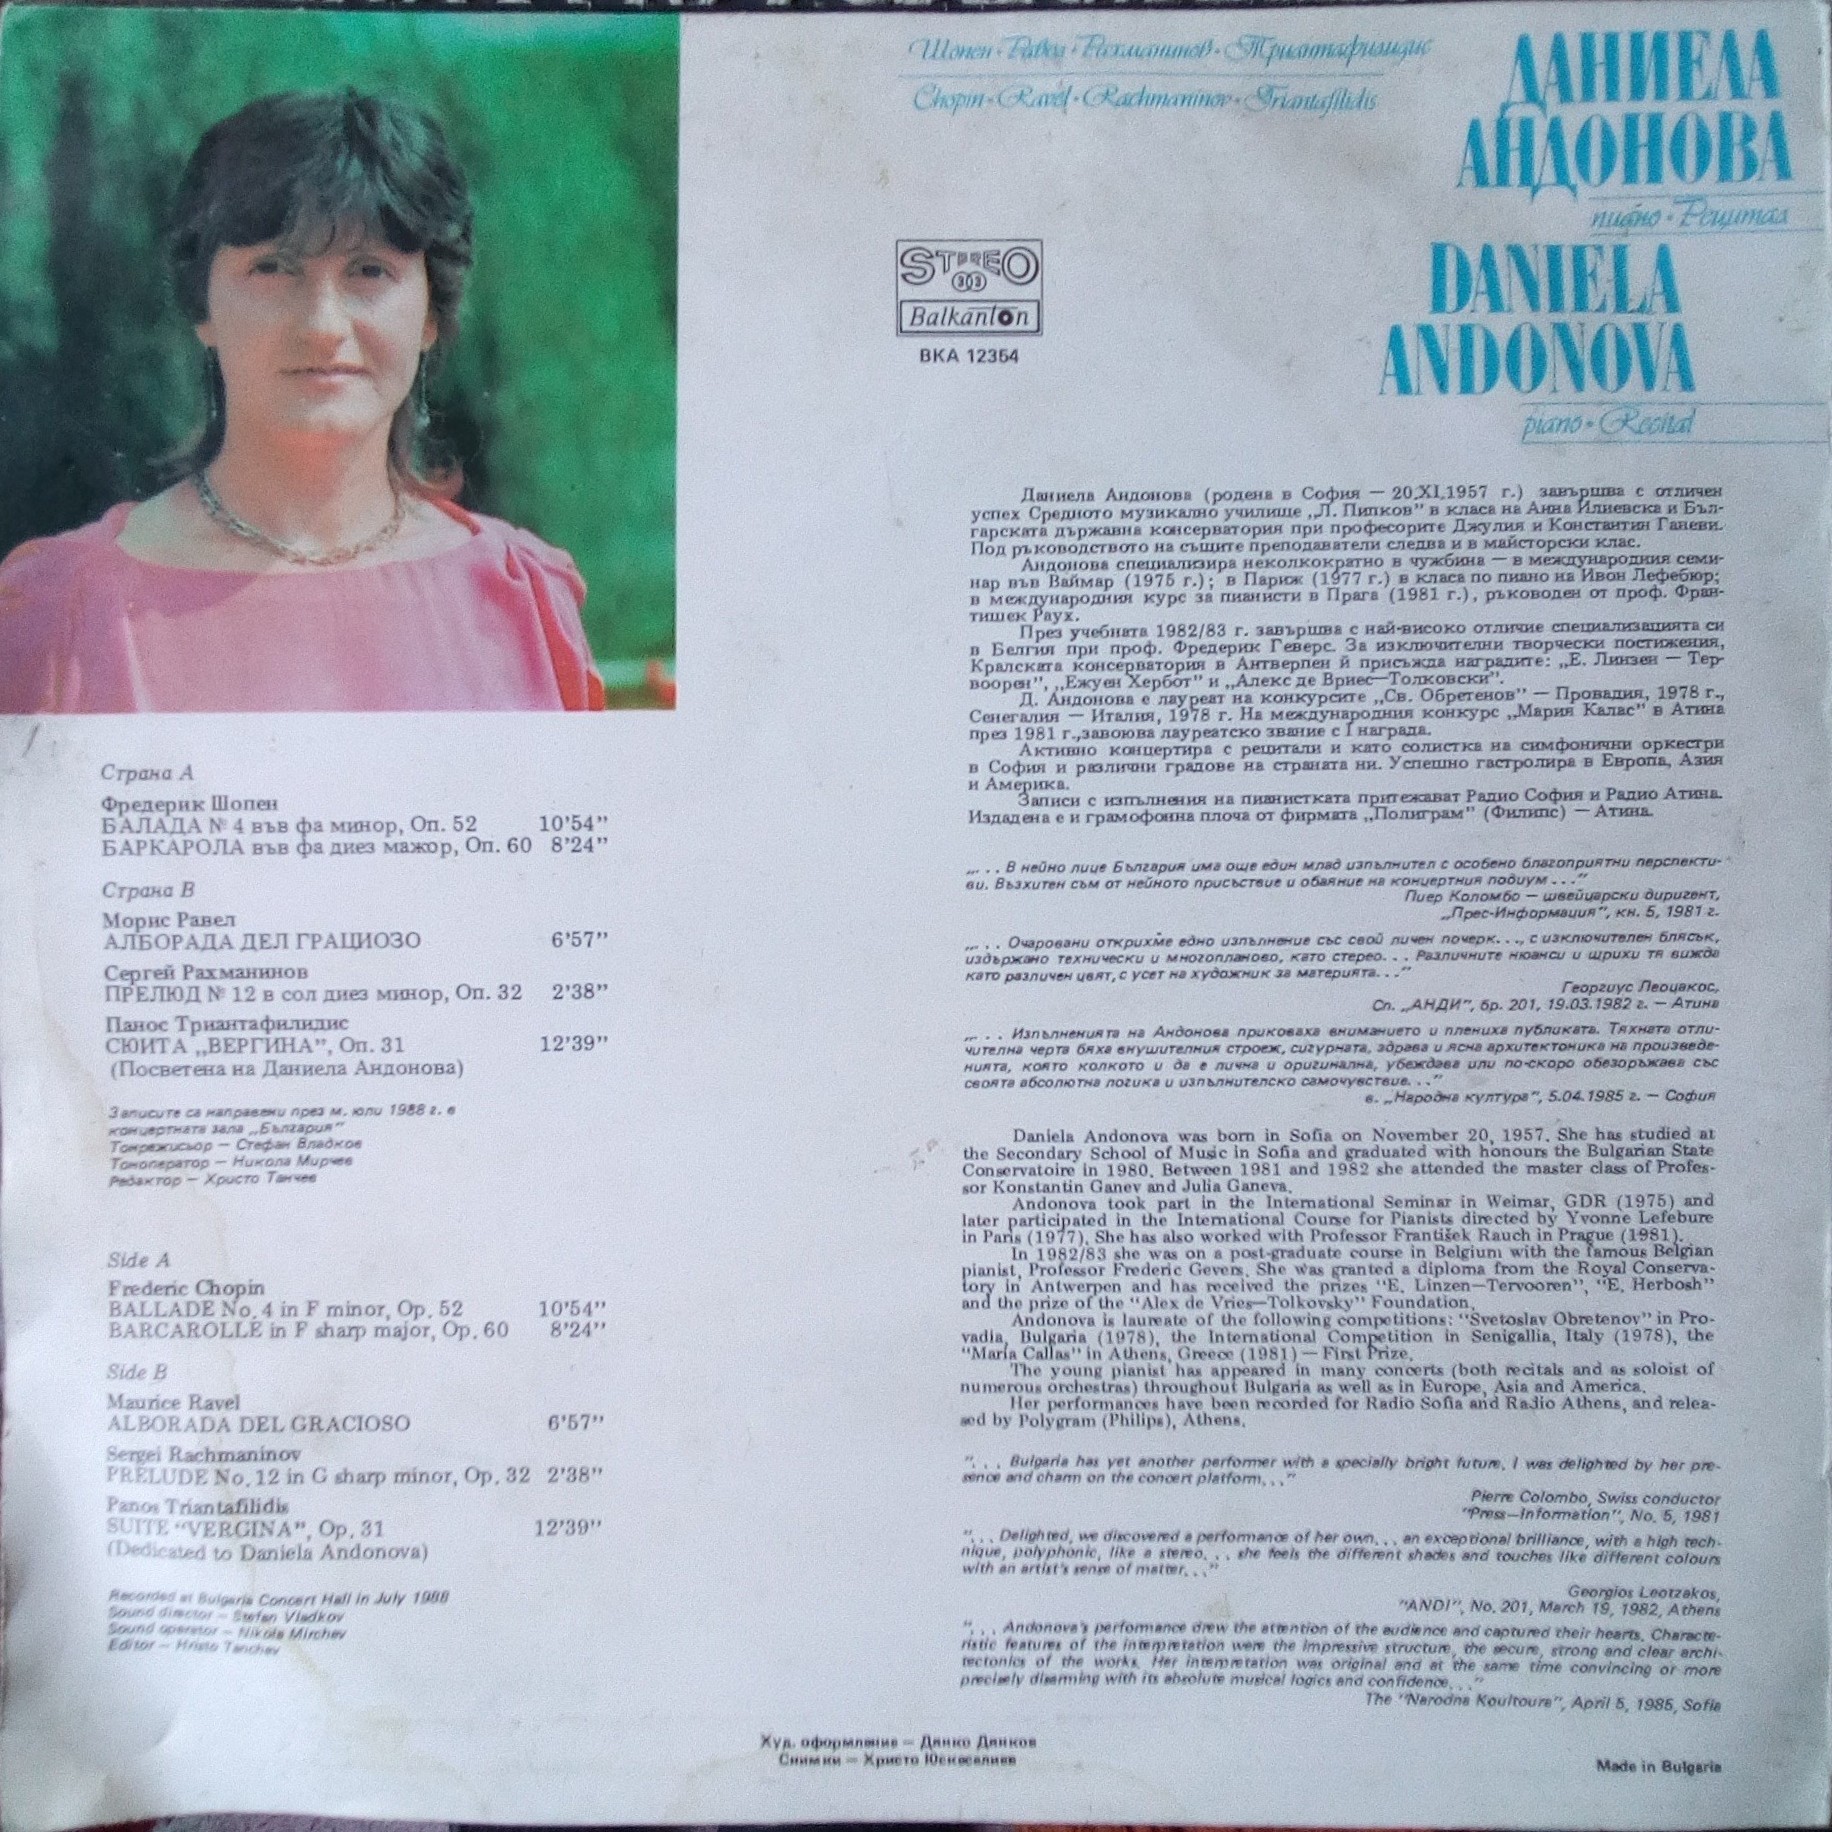 Шопен • Равел • Рахманинов • Триантафилидис
Chopin • Ravel • Rachmaninov • Triantafilidis
ДАНИЕЛА
АНДОНОВА
пиано • Рецитал
DANIELA
ANDONOVA
piano • Recital
STEREO
33
Balkanton
BKA 12354
Страна А
Фредерик Шопен
БАЛАДА № 4 във фа минор, Оп. 52 10'54"
БАРКАРОЛА във фа диез мажор, Оп. 60 8'24"
Страна В
Морис Равел
АЛБОРАДА ДЕЛ ГРАЦИОЗО 6'57"
Сергей Рахманинов
ПРЕЛЮД № 12 в сол диез минор, Оп. 32 2'38"
Панос Триантафилидис
СЮИТА „ВЕРГИНА”, Оп. 31 12'39"
(Посветена на Даниела Андонова)
Записите са направени през м. юли 1988 г. в
концертната зала „България”
Тонрежисьор — Стефан Владков
Тоноператор — Никола Мирчев
Редактор — Христо Танчев
Side A
Frederic Chopin
BALLADE No. 4 in F minor, Op. 52 10'54"
BARCAROLLE in F sharp major, Op. 60 8'24"
Side B
Maurice Ravel
ALBORADA DEL GRACIOSO 6'57"
Sergei Rachmaninov
PRELUDE No. 12 in G sharp minor, Op. 32 2'38"
Panos Triantafilidis
SUITE "VERGINA", Op. 31 12'39"
(Dedicated to Daniela Andonova)
Recorded at Bulgaria Concert Hall in July 1988
Sound director — Stefan Vladkov
Sound operator — Nikola Mirchev
Editor — Hristo Tanchev
Даниела Андонова (родена в София — 20.XI.1957 г.) завършва с отличен
успех Средното музикално училище „Л. Пипков” в класа на Анна Илиевска и Бъл-
гарската държавна консерватория при професорите Джулия и Константин Ганеви.
Под ръководството на същите преподаватели следва и в майсторски клас.
Андонова специализира неколкократно в чужбина — в международния семи-
нар във Ваймар (1975 г.); в Париж (1977 г.) в класа по пиано на Ивон Лефебюр;
в международния курс за пианисти в Прага (1981 г.), ръководен от проф. Фран-
тишек Раух.
През учебната 1982/83 г. завършва с най-високо отличие специализацията си
в Белгия при проф. Фредерик Геверс. За изключителни творчески постижения,
Кралската консерватория в Антверпен й присъжда наградите: „Е. Линзен — Тер-
воорен”, „Ежуен Хербот” и „Алекс де Вриес—Толковски”.
Д. Андонова е лауреат на конкурсите „Св. Обретенов” — Провадия, 1978 г.,
Сенегалия — Италия, 1978 г. На международния конкурс „Мария Калас” в Атина
през 1981 г.,завоюва лауреатско звание с I награда.
Активно концертира с рецитали и като солистка на симфонични оркестри
в София и различни градове на страната ни. Успешно гастролира в Европа, Азия
и Америка.
Записи с изпълнения на пианистката притежават Радио София и Радио Атина.
Издадена е и грамофонна плоча от фирмата „Полиграм” (Филипс) — Атина.
„. . . В нейно лице България има още един млад изпълнител с особено благоприятни перспекти-
ви. Възхитен съм от нейното присъствие и обаяние на концертния подиум . . .”
Пиер Коломбо — швейцарски диригент,
„Прес-Информация”, кн. 5, 1981 г.
„. . . Очаровани открихме едно изпълнение със свой личен почерк. . ., с изключителен блясък,
издържано технически и многопланово, като стерео. . . Различните нюанси и щрихи тя вижда
като различен цвят, с усет на художник за материята. . .”
Георгиус Леоцакос,
Сп. „АНДИ”, бр. 201, 19.03.1982 г. — Атина
„. . . Изпълненията на Андонова приковаха вниманието и плениха публиката. Тяхната отли-
чителна черта бяха внушителния строеж, сигурната, здрава и ясна архитектоника на произведе-
нията, която колкото и да е лична и оригинална, убеждава или по-скоро обезоръжава със
своята абсолютна логика и изпълнителско самочувствие. . .”
в. „Народна култура”, 5.04.1985 г. — София
Daniela Andonova was born in Sofia on November 20, 1957. She has studied at
the Secondary School of Music in Sofia and graduated with honours the Bulgarian State
Conservatoire in 1980. Between 1981 and 1982 she attended the master class of Profes-
sor Konstantin Ganev and Julia Ganeva.
Andonova took part in the International Seminar in Weimar, GDR (1975) and
later participated in the International Course for Pianists directed by Yvonne Lefebure
in Paris (1977). She has also worked with Professor František Rauch in Prague (1981).
In 1982/83 she was on a post-graduate course in Belgium with the famous Belgian
pianist, Professor Frederic Gevers. She was granted a diploma from the Royal Conserva-
tory in Antwerpen and has received the prizes "E. Linzen—Tervooren", "E. Herbosh"
and the prize of the "Alex de Vries—Tolkovsky" Foundation.
Andonova is laureate of the following competitions: "Svetoslav Obretenov" in Pro-
vadia, Bulgaria (1978), the International Competition in Senigallia, Italy (1978), the
"Maria Callas" in Athens, Greece (1981) — First Prize.
The young pianist has appeared in many concerts (both recitals and as soloist of
numerous orchestras) throughout Bulgaria as well as in Europe, Asia and America.
Her performances have been recorded for Radio Sofia and Radio Athens, and relea-
sed by Polygram (Philips), Athens.
". . . Bulgaria has yet another performer with a specially bright future. I was delighted by her pre-
sence and charm on the concert platform. . ."
Pierre Colombo, Swiss conductor
"Press—Information", No. 5, 1981
". . . Delighted, we discovered a performance of her own. . . an exceptional brilliance, with a high tech-
nique, polyphonic, like a stereo. . . she feels the different shades and touches like different colours
with an artist's sense of matter. . ."
Georgios Leotzakos,
"ANDI", No. 201, March 19, 1982, Athens
". . . Andonova's performance drew the attention of the audience and captured their hearts. Characte-
ristic features of the interpretation were the impressive structure, the secure, strong and clear archi-
tectonics of the works. Her interpretation was original and at the same time convincing or more
precisely disarming with its absolute musical logics and confidence. . ."
The "Narodna Koultoura", April 5, 1985, Sofia
Худ. оформление — Динко Динков
Снимки — Христо Юскеселиев
Made in Bulgaria